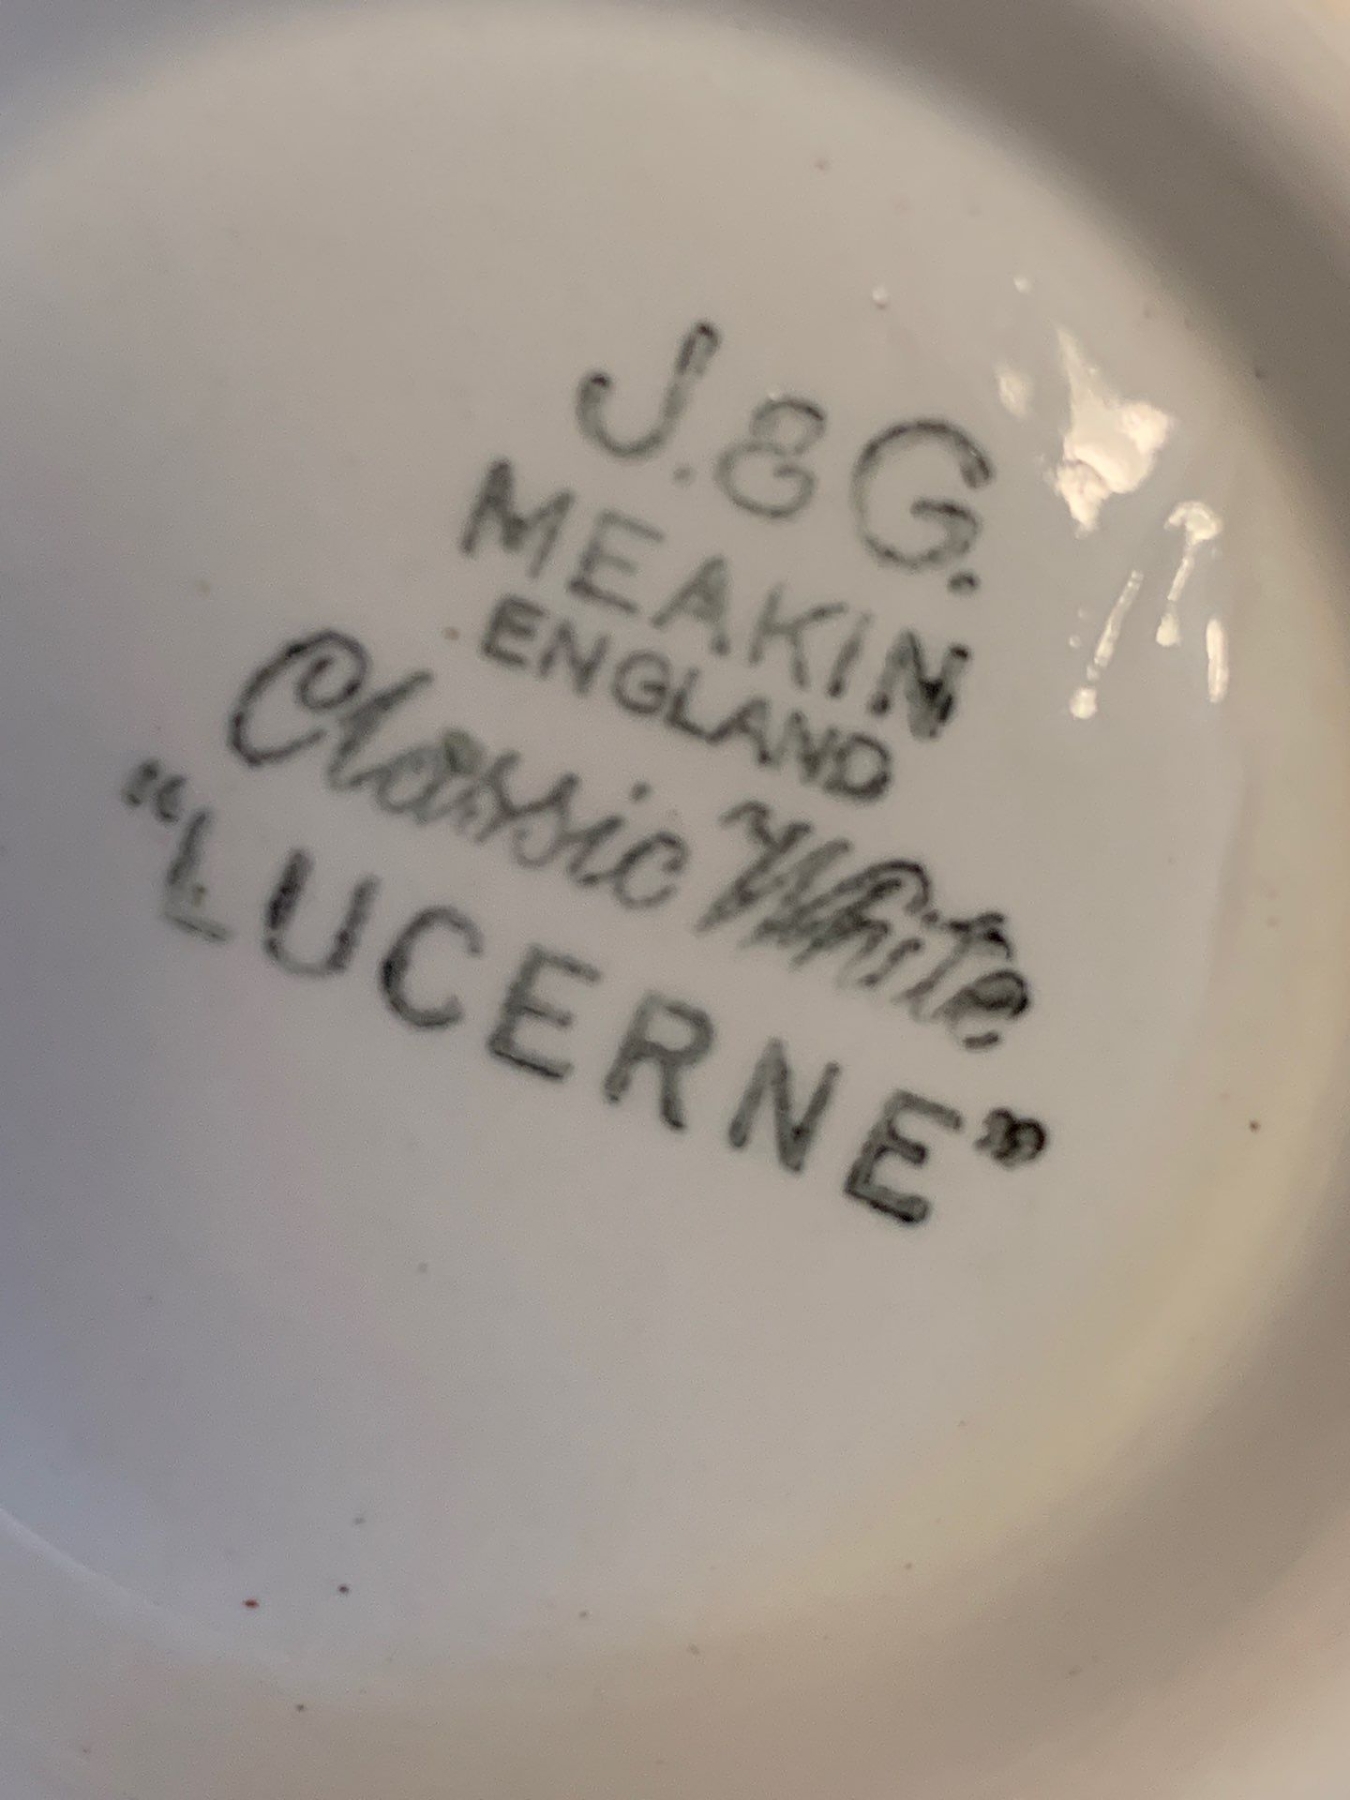 J. & G.
MEAKIN
ENGLAND
Classic White
"LUCERNE"